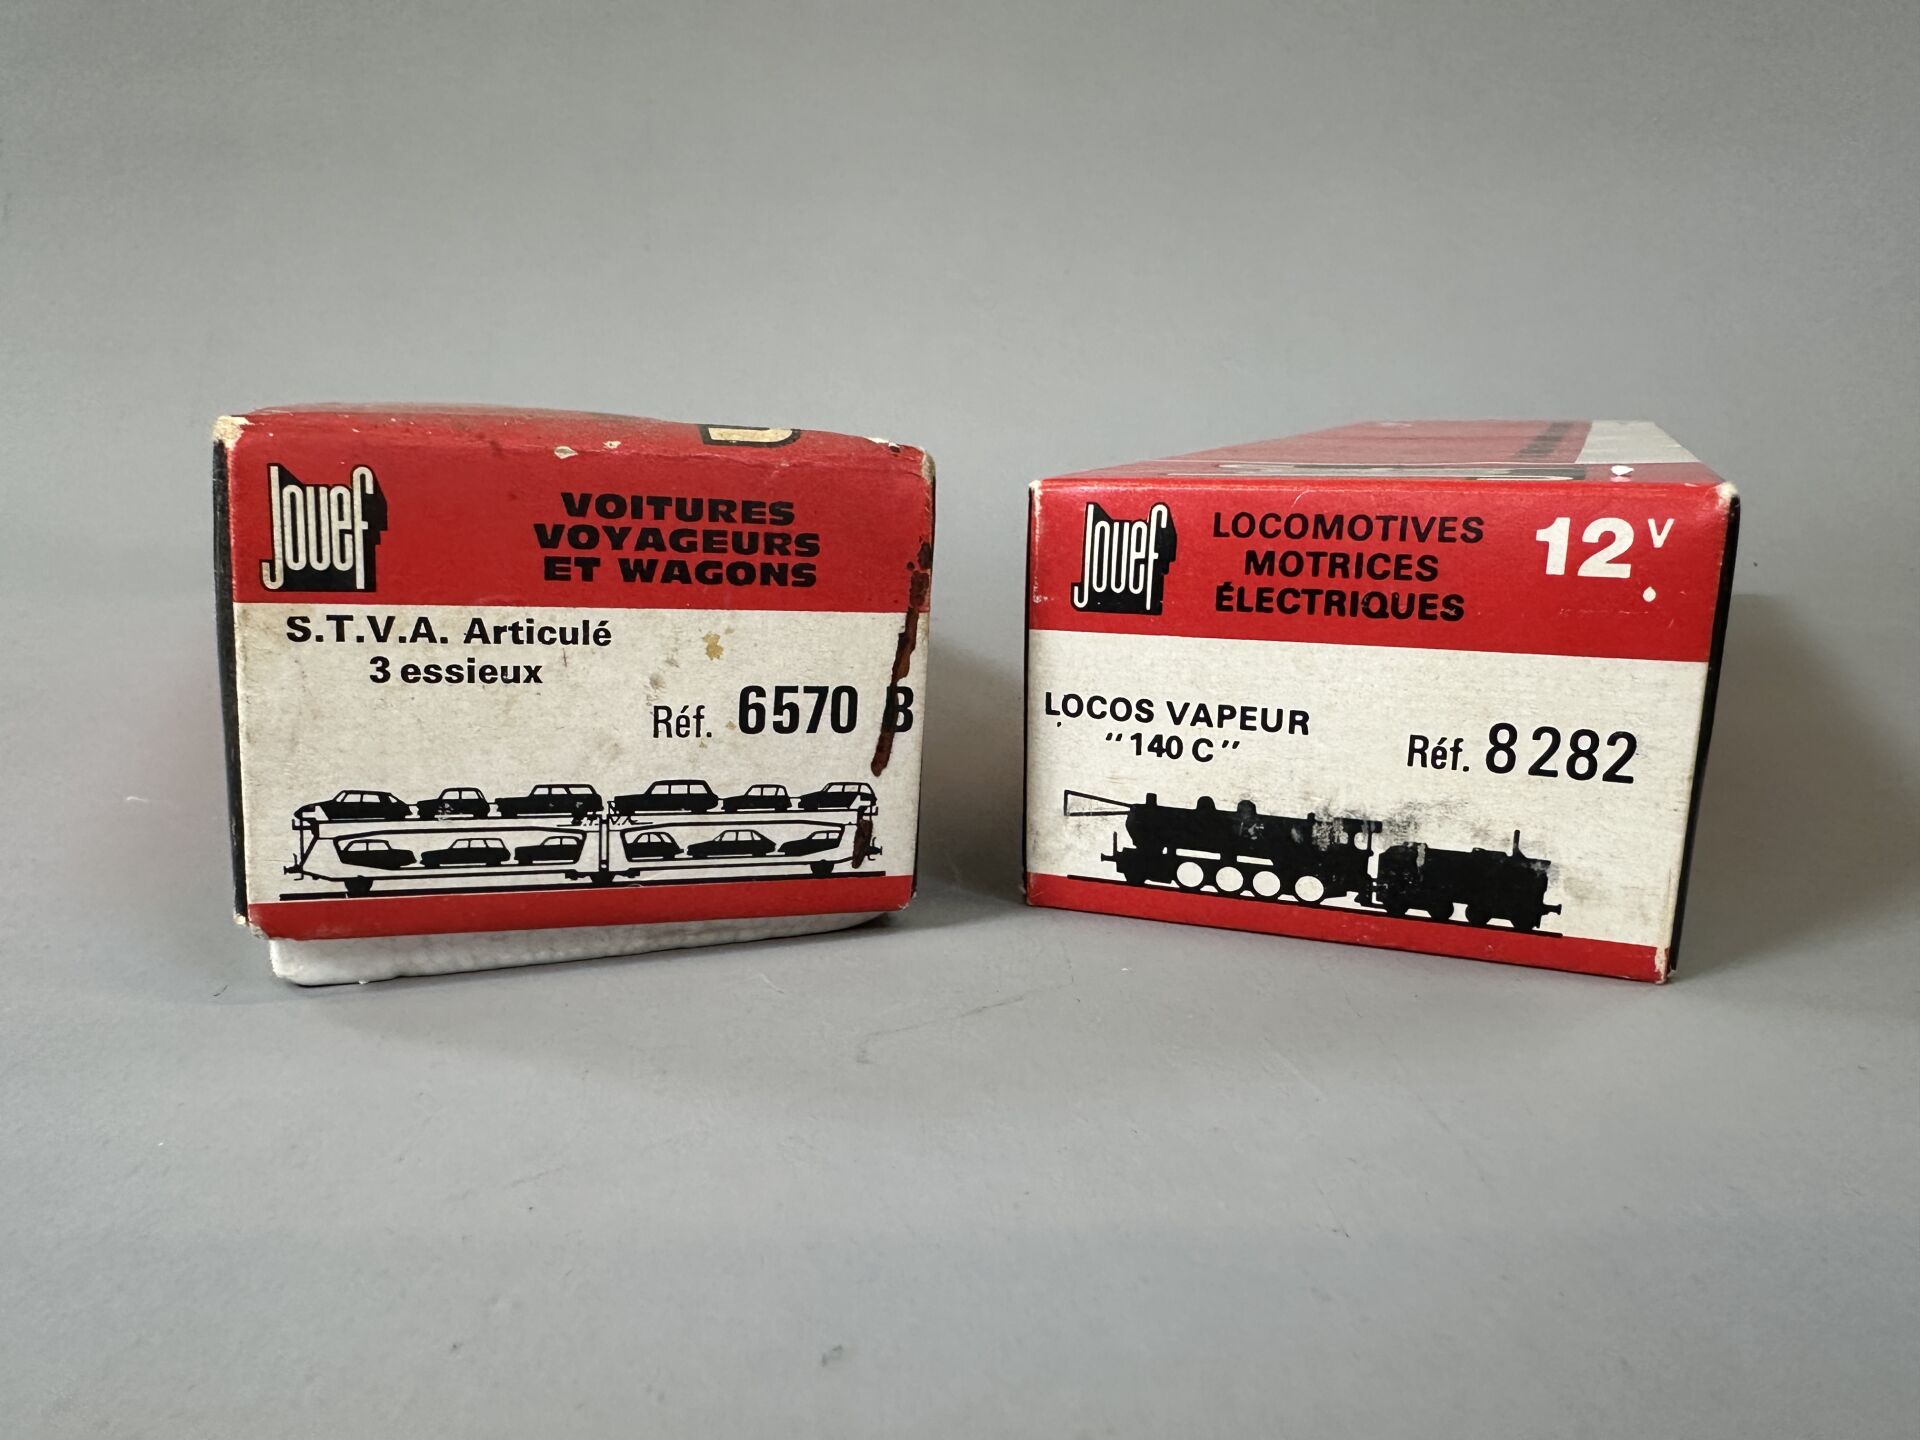 Jouef
VOITURES
VOYAGEURS
ET WAGONS
S.T.V.A. Articulé
3 essieux
Réf. 6570 B
S.T.V.A.
Jouef
LOCOMOTIVES
MOTRICES
ÉLECTRIQUES
12 V
LOCOS VAPEUR
"140 C"
Réf. 8282